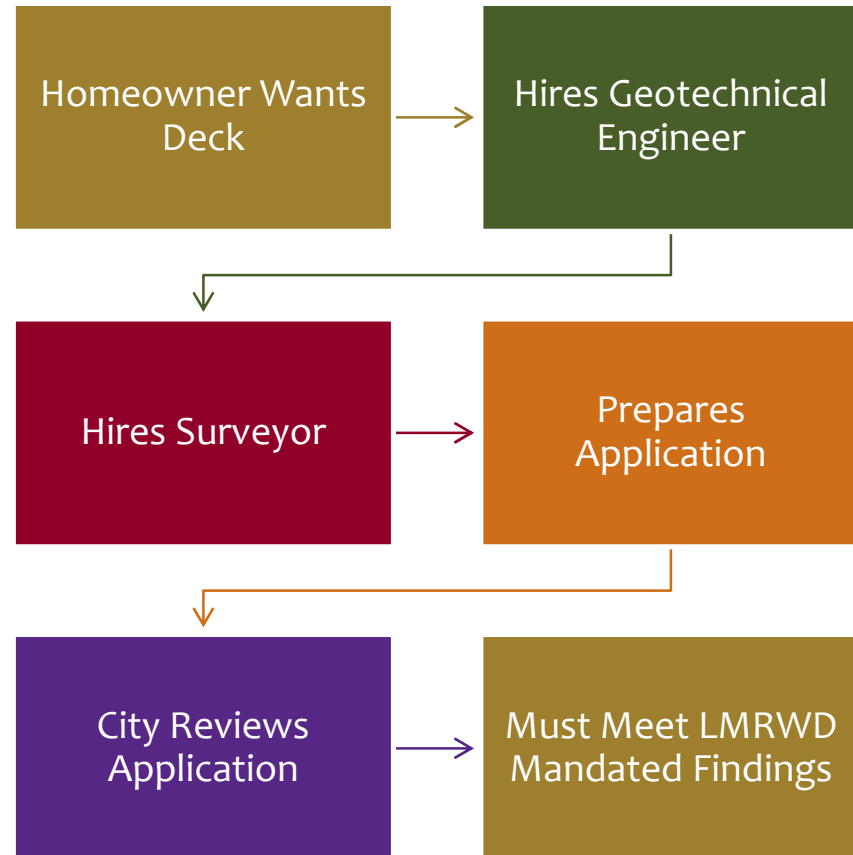 Homeowner Wants
Deck
Hires Geotechnical
Engineer
Hires Surveyor
Prepares
Application
City Reviews
Application
Must Meet LMRWD
Mandated Findings